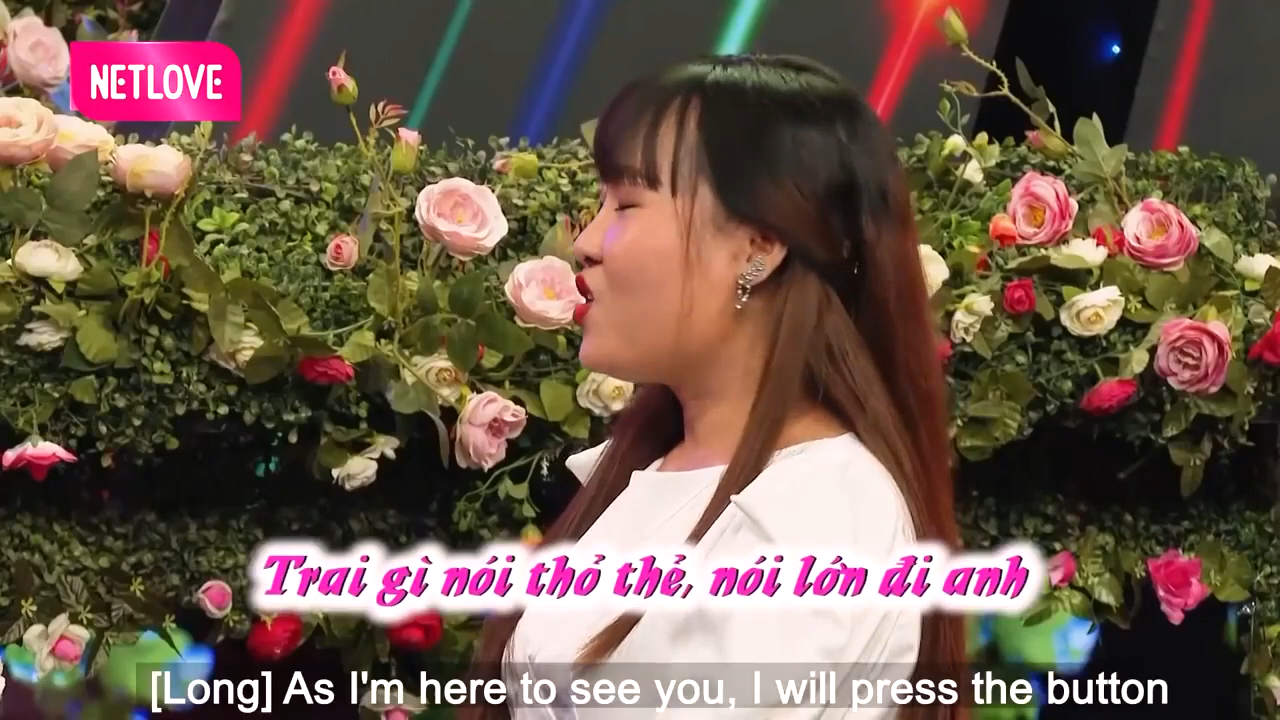 NETLOVE
Trai gì nói thỏ thẻ, nói lớn đi anh
[Long] As I'm here to see you, I will press the button